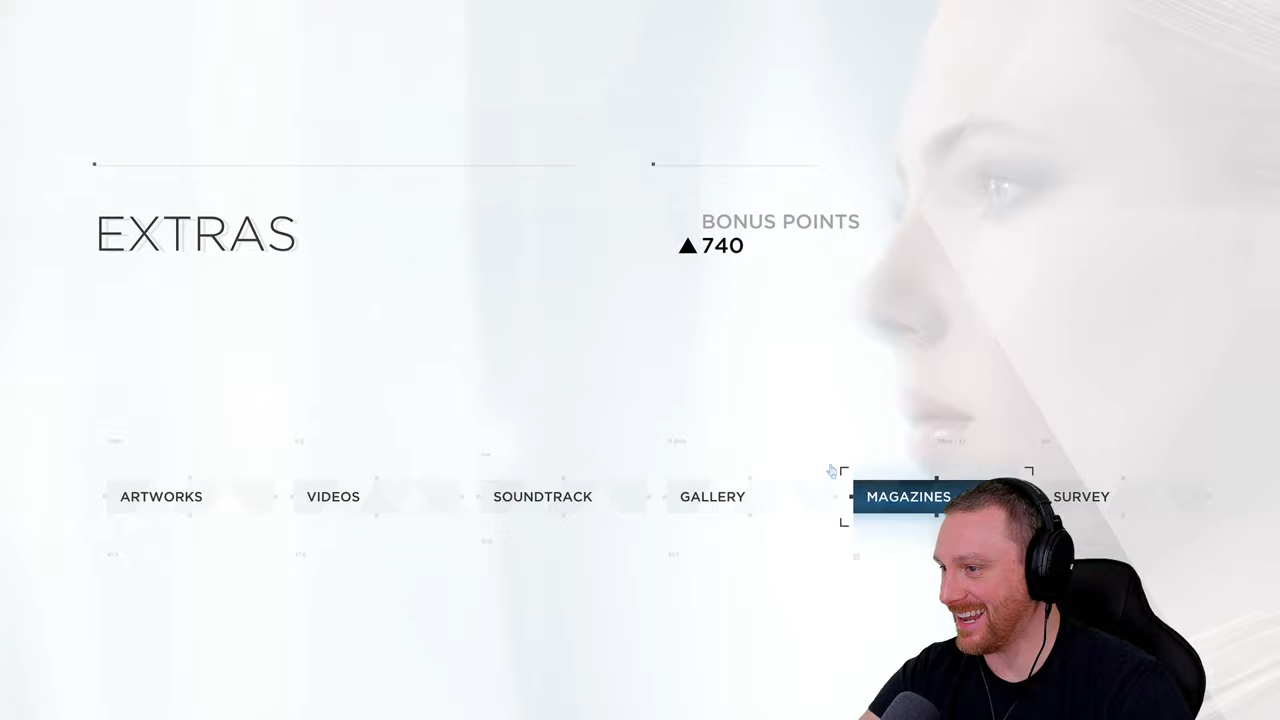 EXTRAS
BONUS POINTS
▲740
ARTWORKS
VIDEOS
SOUNDTRACK
GALLERY
MAGAZINES
SURVEY